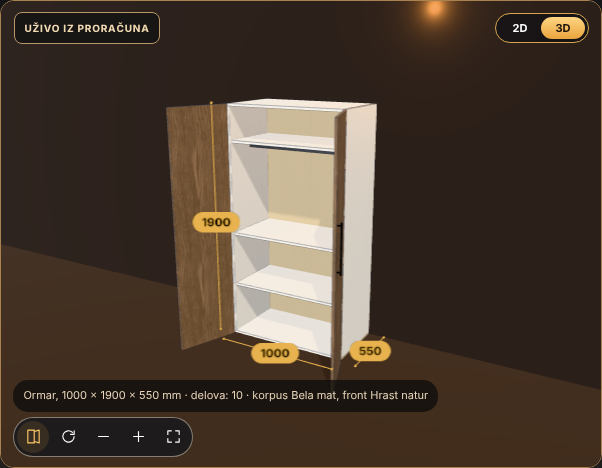 UŽIVO IZ PRORAČUNA
2D 3D
1900
1000
550
Ormar, 1000 × 1900 × 550 mm · delova: 10 · korpus Bela mat, front Hrast natur